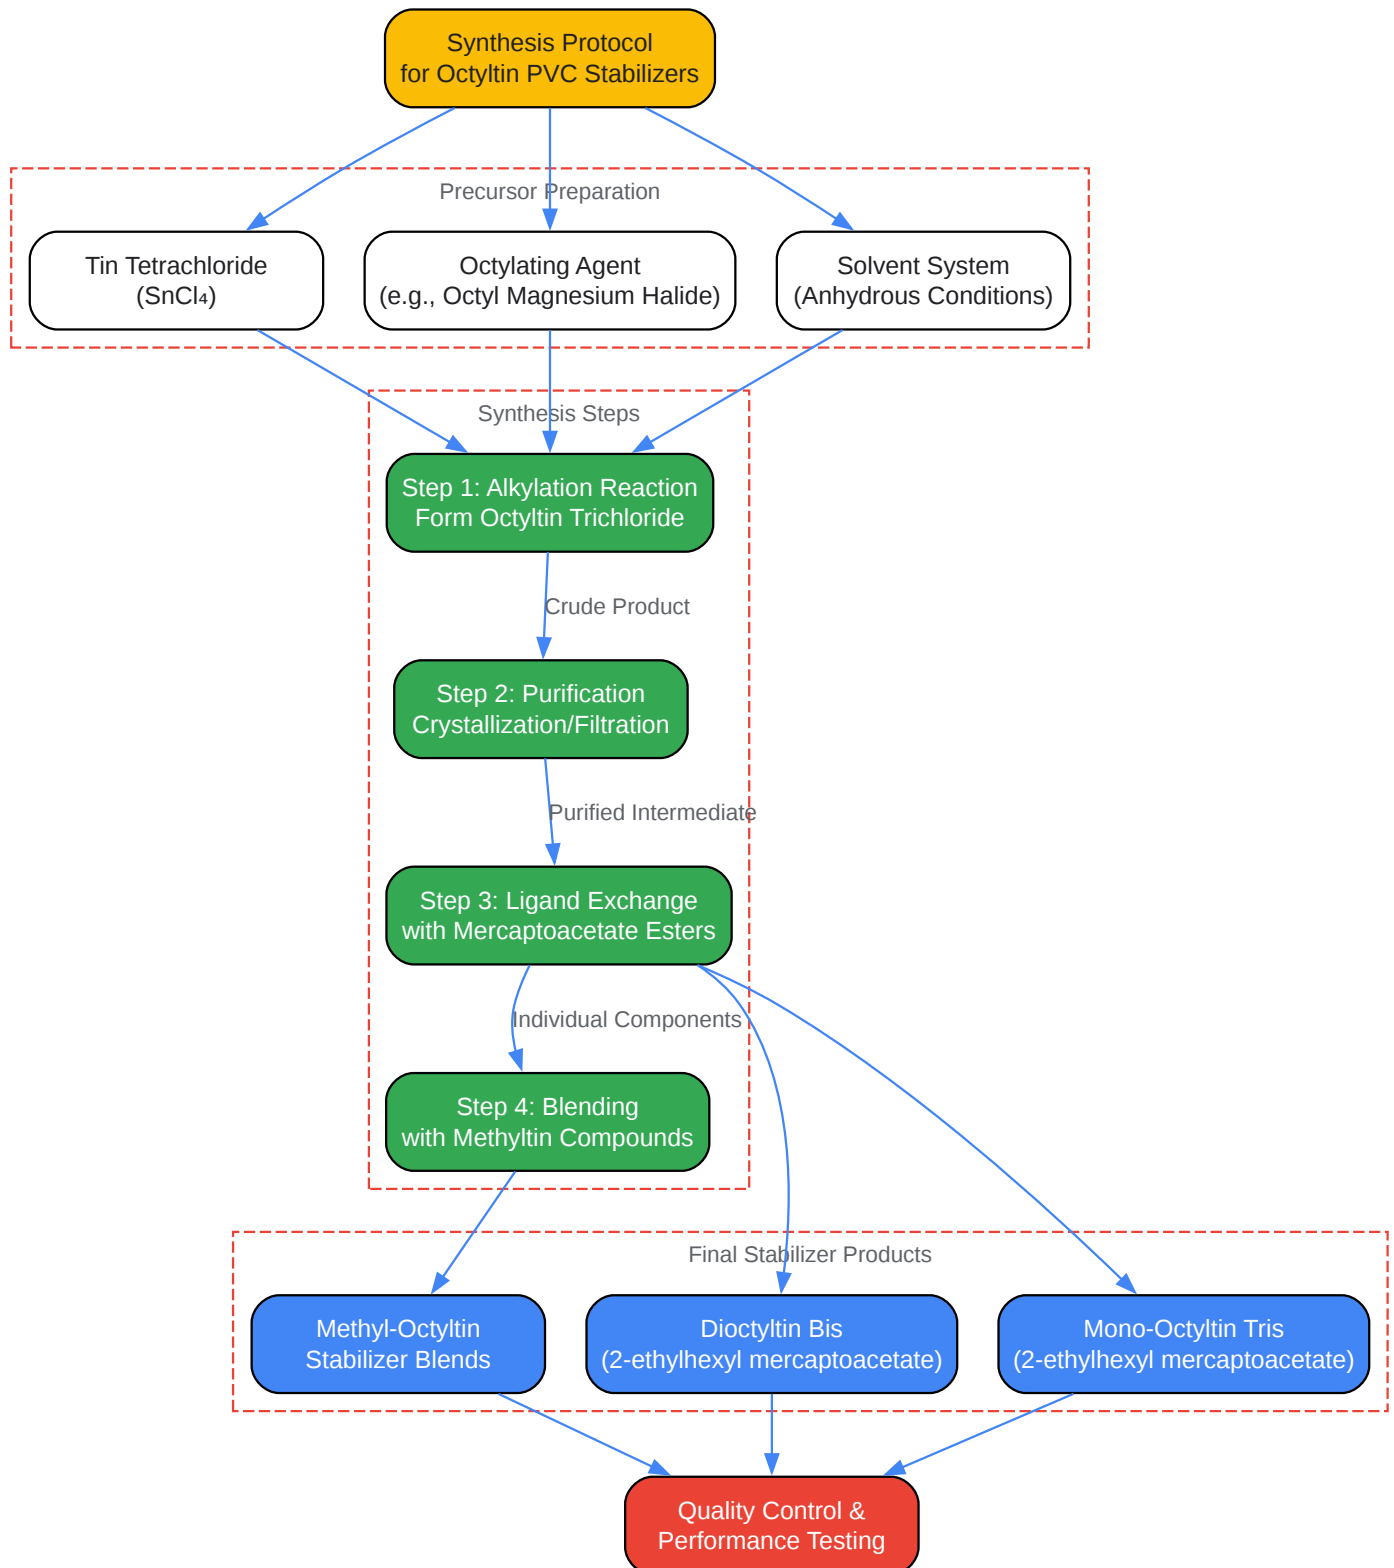 Synthesis Protocol
for Octyltin PVC Stabilizers
Precursor Preparation
Tin Tetrachloride
(SnCl₄)
Octylating Agent
(e.g., Octyl Magnesium Halide)
Solvent System
(Anhydrous Conditions)
Synthesis Steps
Step 1: Alkylation Reaction
Form Octyltin Trichloride
Crude Product
Step 2: Purification
Crystallization/Filtration
Purified Intermediate
Step 3: Ligand Exchange
with Mercaptoacetate Esters
Individual Components
Step 4: Blending
with Methyltin Compounds
Final Stabilizer Products
Methyl-Octyltin
Stabilizer Blends
Dioctyltin Bis
(2-ethylhexyl mercaptoacetate)
Mono-Octyltin Tris
(2-ethylhexyl mercaptoacetate)
Quality Control &
Performance Testing